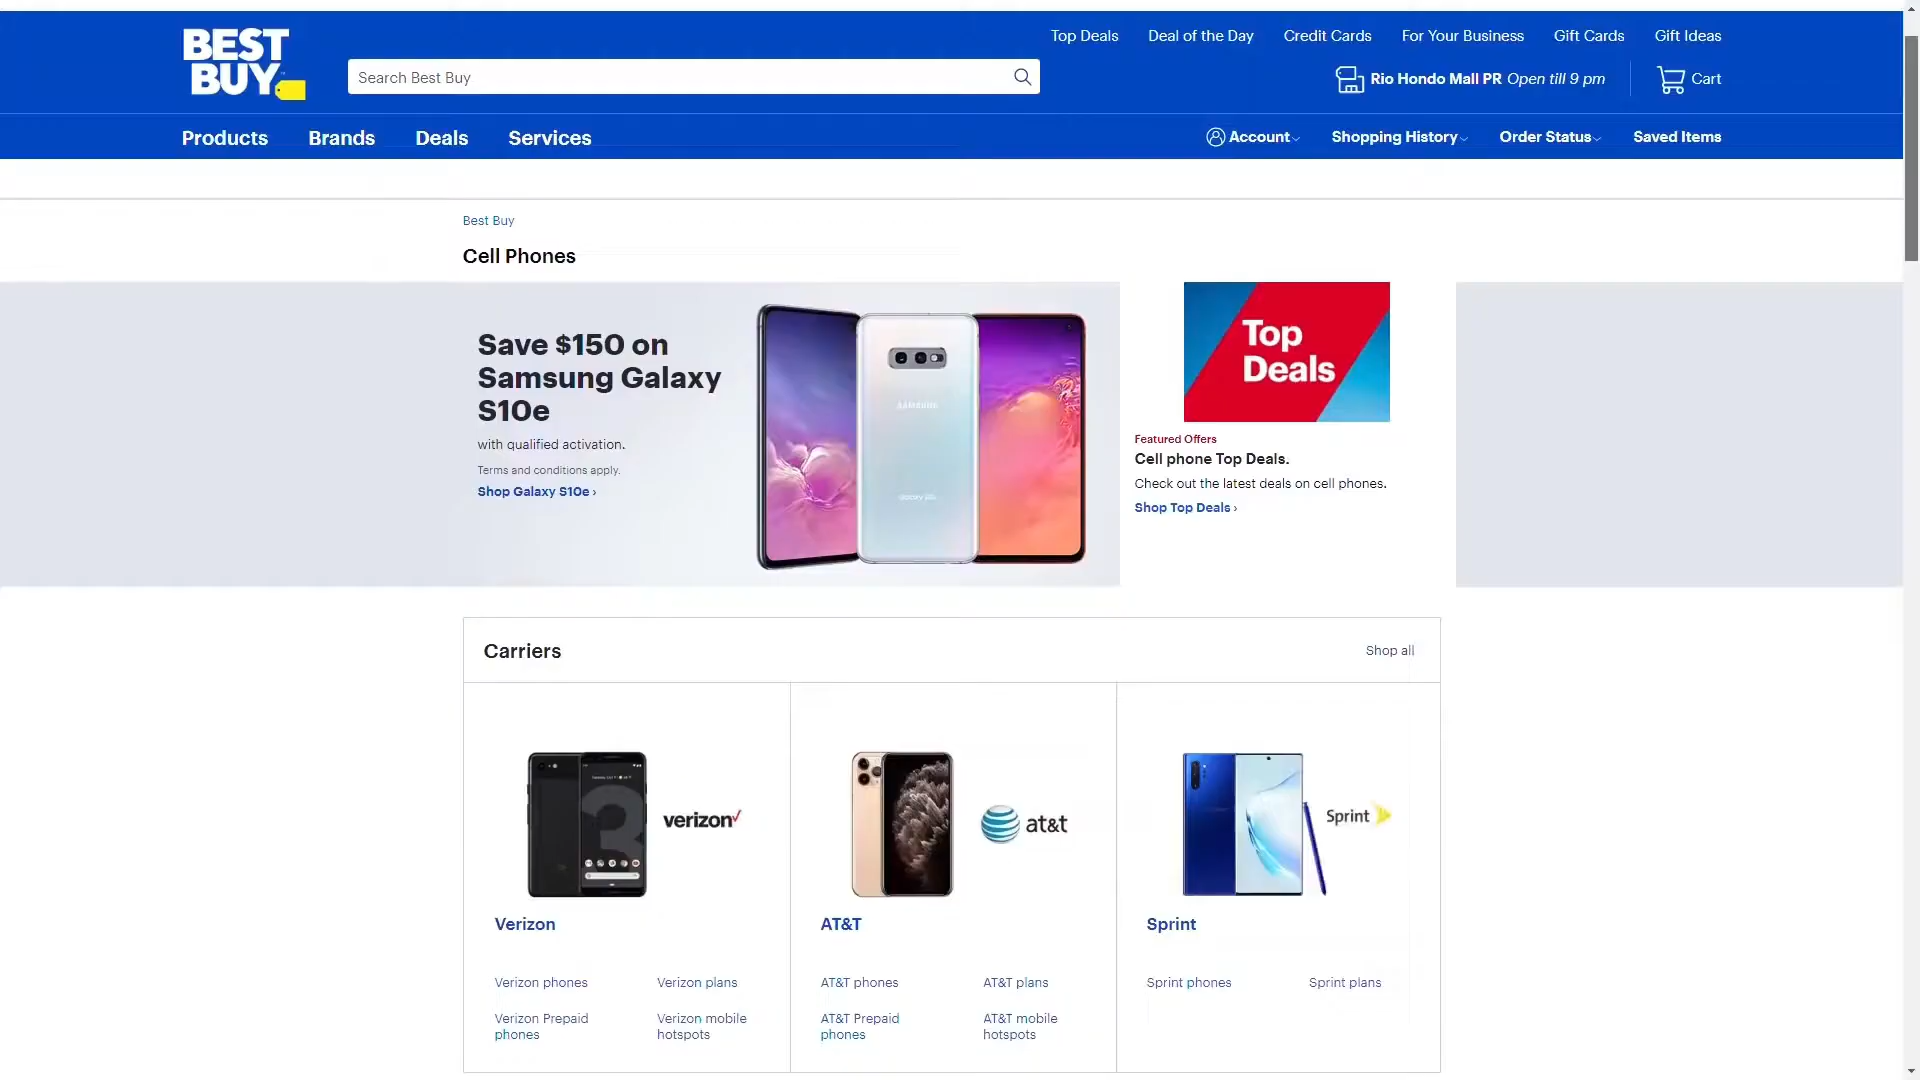 Top Deals Deal of the Day Credit Cards For Your Business Gift Cards Gift Ideas
BEST
BUY
Search Best Buy
Rio Hondo Mall PR Open till 9 pm
Cart
Products Brands Deals Services
Account Shopping History Order Status Saved Items
Best Buy
Cell Phones
Save $150 on
Samsung Galaxy
S10e
with qualified activation.
Terms and conditions apply.
Shop Galaxy S10e ›
SAMSUNG
Top
Deals
Featured Offers
Cell phone Top Deals.
Check out the latest deals on cell phones.
Shop Top Deals ›
Carriers
Shop all
verizon
Verizon
Verizon phones
Verizon plans
Verizon Prepaid
phones
Verizon mobile
hotspots
at&t
AT&T
AT&T phones
AT&T plans
AT&T Prepaid
phones
AT&T mobile
hotspots
Sprint
Sprint
Sprint phones
Sprint plans